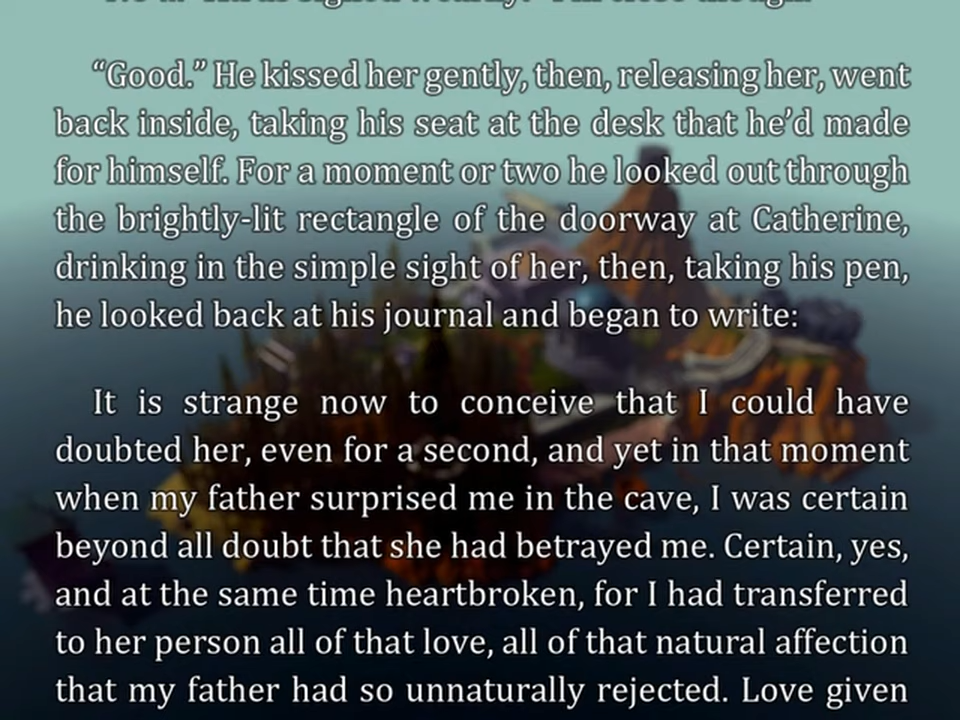 “Good.” He kissed her gently, then, releasing her, went
back inside, taking his seat at the desk that he’d made
for himself. For a moment or two he looked out through
the brightly-lit rectangle of the doorway at Catherine,
drinking in the simple sight of her, then, taking his pen,
he looked back at his journal and began to write:
It is strange now to conceive that I could have
doubted her, even for a second, and yet in that moment
when my father surprised me in the cave, I was certain
beyond all doubt that she had betrayed me. Certain, yes,
and at the same time heartbroken, for I had transferred
to her person all of that love, all of that natural affection
that my father had so unnaturally rejected. Love given